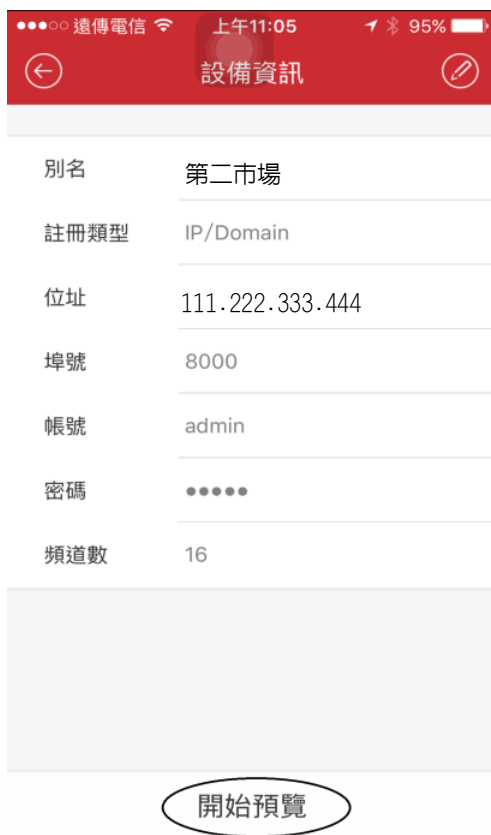 遠傳電信 上午11:05 95%
設備資訊
別名 第二市場
註冊類型 IP/Domain
位址 111.222.333.444
埠號 8000
帳號 admin
密碼 •••••
頻道數 16
開始預覽